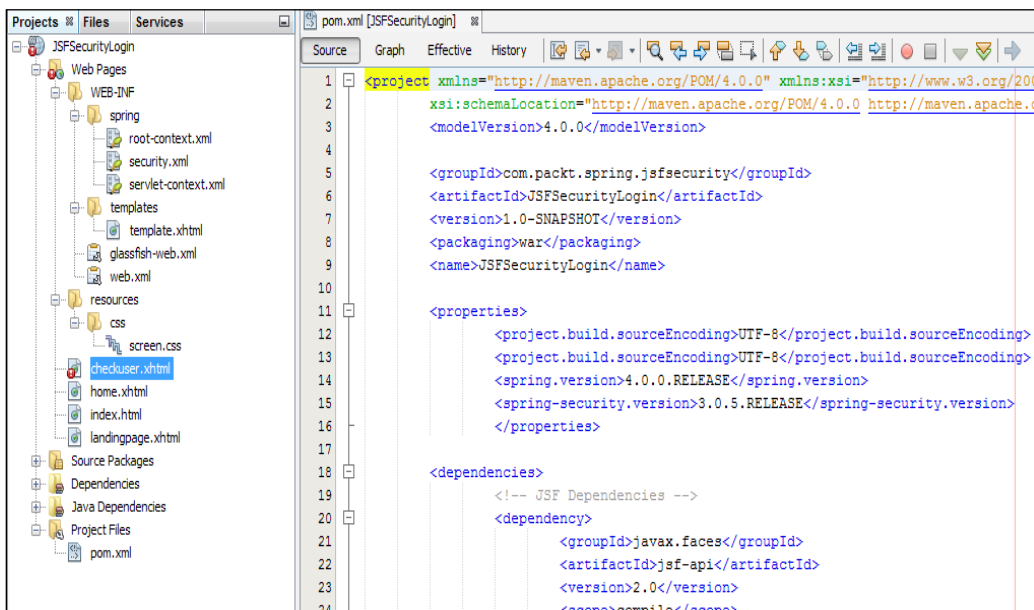 Projects Files Services
JSFSecurityLogin
Web Pages
WEB-INF
spring
root-context.xml
security.xml
servlet-context.xml
templates
template.xhtml
glassfish-web.xml
web.xml
resources
css
screen.css
checkuser.xhtml
home.xhtml
index.html
landingpage.xhtml
Source Packages
Dependencies
Java Dependencies
Project Files
pom.xml
pom.xml [JSFSecurityLogin]
Source Graph Effective History
1 <project xmlns="http://maven.apache.org/POM/4.0.0" xmlns:xsi="http://www.w3.org/200
2 xsi:schemaLocation="http://maven.apache.org/POM/4.0.0 http://maven.apache.o
3 <modelVersion>4.0.0</modelVersion>
4
5 <groupId>com.packt.spring.jsfsecurity</groupId>
6 <artifactId>JSFSecurityLogin</artifactId>
7 <version>1.0-SNAPSHOT</version>
8 <packaging>war</packaging>
9 <name>JSFSecurityLogin</name>
10
11 <properties>
12 <project.build.sourceEncoding>UTF-8</project.build.sourceEncoding>
13 <project.build.sourceEncoding>UTF-8</project.build.sourceEncoding>
14 <spring.version>4.0.0.RELEASE</spring.version>
15 <spring-security.version>3.0.5.RELEASE</spring-security.version>
16 </properties>
17
18 <dependencies>
19 <!-- JSF Dependencies -->
20 <dependency>
21 <groupId>javax.faces</groupId>
22 <artifactId>jsf-api</artifactId>
23 <version>2.0</version>
24 <scope>compile</scope>